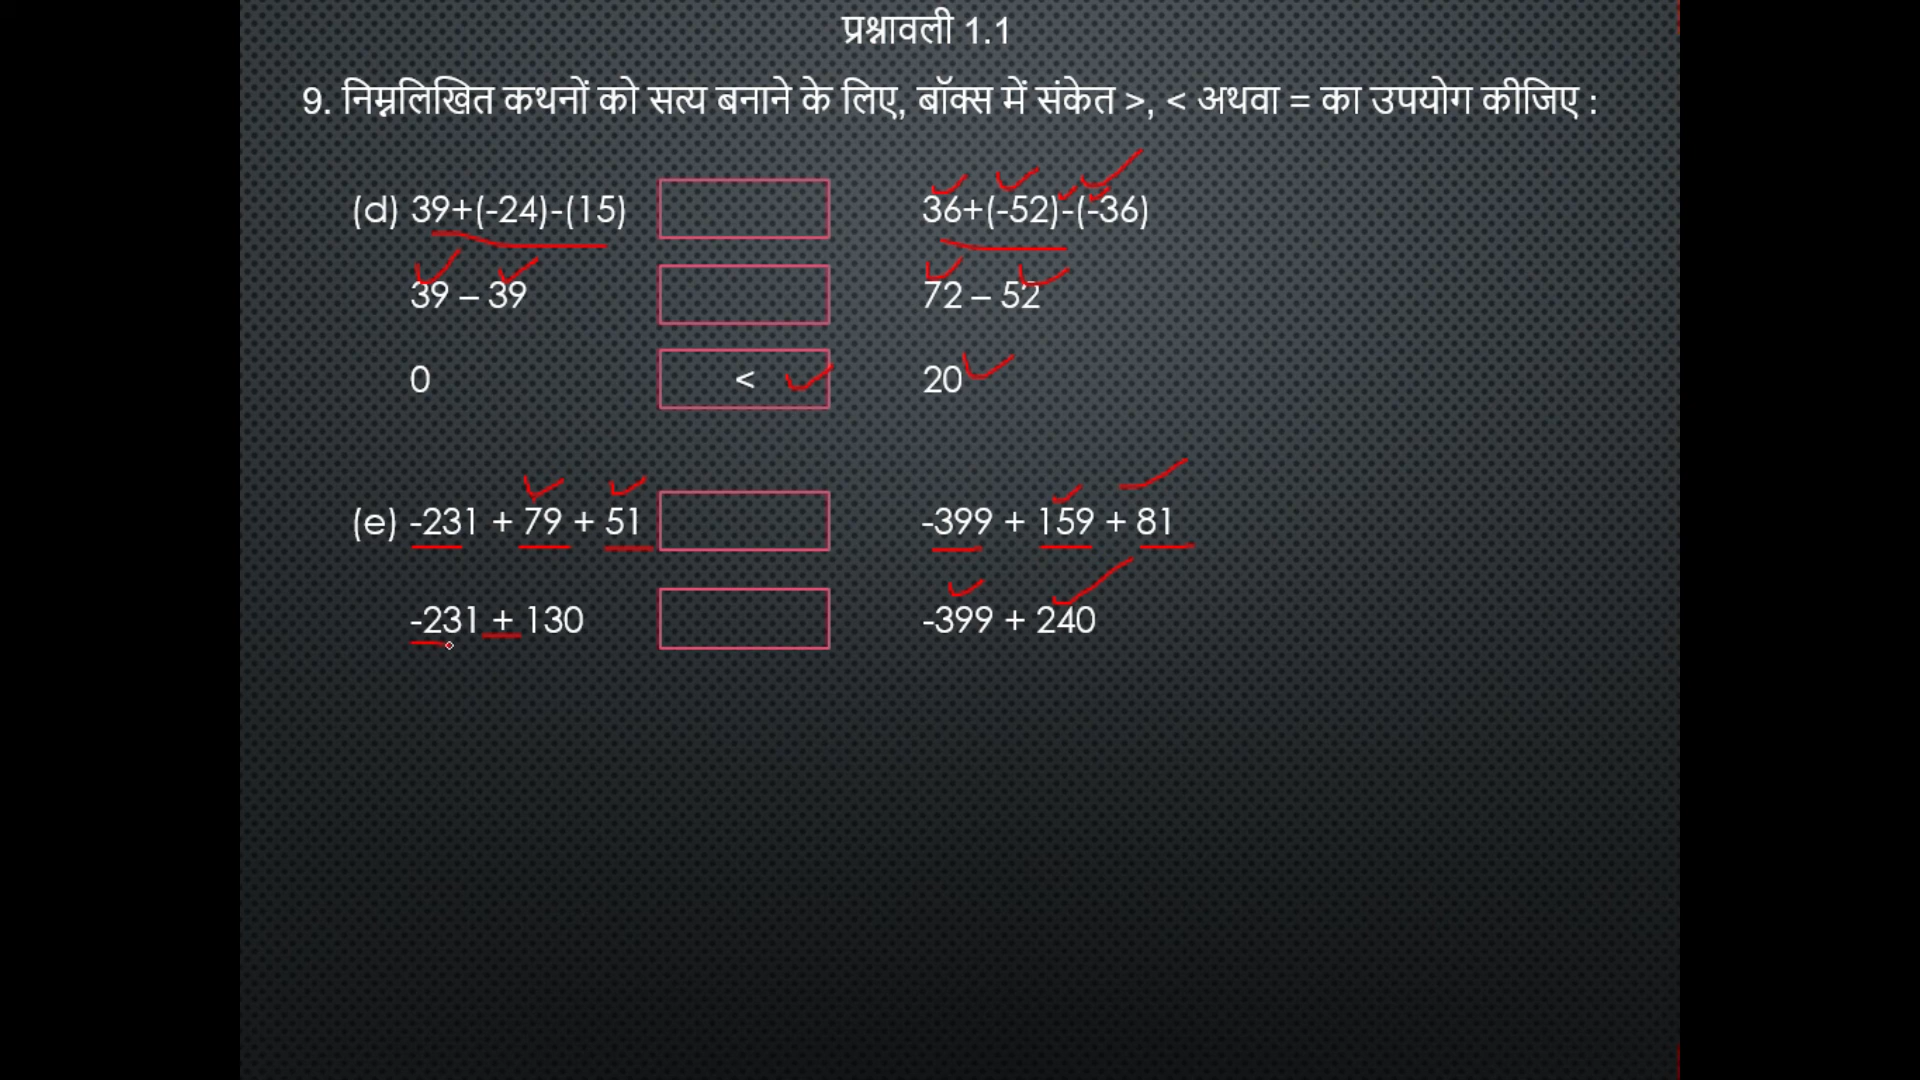 प्रश्नावली 1.1
9. निम्नलिखित कथनों को सत्य बनाने के लिए, बॉक्स में संकेत >, < अथवा = का उपयोग कीजिए :
(d) 39+(-24)-(15) 36+(-52)-(-36)
39 – 39 72 – 52
0 < 20
(e) -231 + 79 + 51 -399 + 159 + 81
-231 + 130 -399 + 240